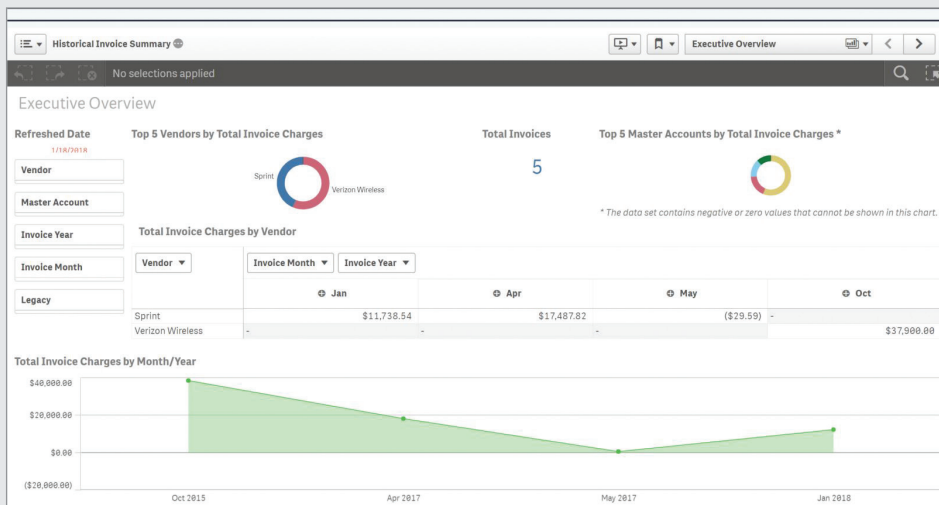 Historical Invoice Summary
Executive Overview
No selections applied
Executive Overview
Refreshed Date
1/18/2018
Vendor
Master Account
Invoice Year
Invoice Month
Legacy
Top 5 Vendors by Total Invoice Charges
Sprint
Verizon Wireless
Total Invoices
5
Top 5 Master Accounts by Total Invoice Charges *
* The data set contains negative or zero values that cannot be shown in this chart.
Total Invoice Charges by Vendor
Vendor Invoice Month Invoice Year
Jan Apr May Oct
Sprint $11,738.54 $17,487.82 ($29.59) -
Verizon Wireless - - - $37,900.00
Total Invoice Charges by Month/Year
$40,000.00
$20,000.00
$0.00
($20,000.00)
Oct 2015 Apr 2017 May 2017 Jan 2018